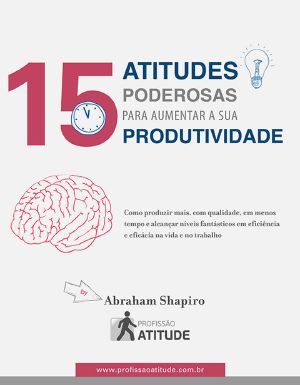 15 ATITUDES
PODEROSAS
PARA AUMENTAR A SUA
PRODUTIVIDADE
Como produzir mais, com qualidade, em menos
tempo e alcançar níveis fantásticos em eficiência
e eficácia na vida e no trabalho
por
Abraham Shapiro
PROFISSÃO
ATITUDE
www.profissaoatitude.com.br